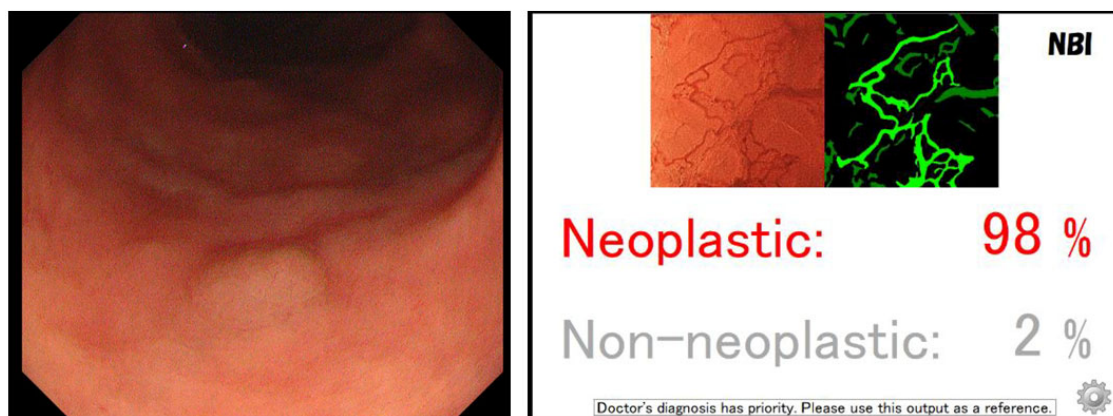 NBI
Neoplastic: 98 %
Non-neoplastic: 2 %
Doctor's diagnosis has priority. Please use this output as a reference.